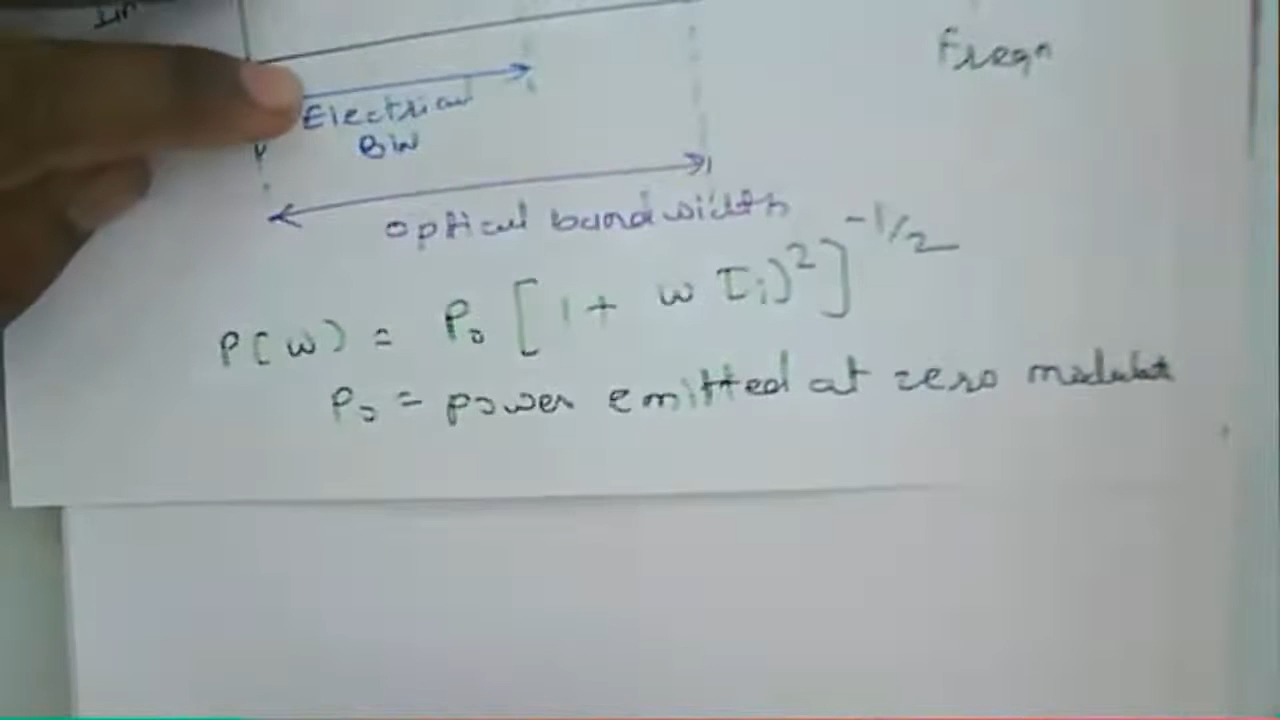 Freqn
Electrical
BW
optical bandwidth
P(ω) = P₀ [1 + ω τᵢ)²]^-1/2
P₀ = power emitted at zero modulat